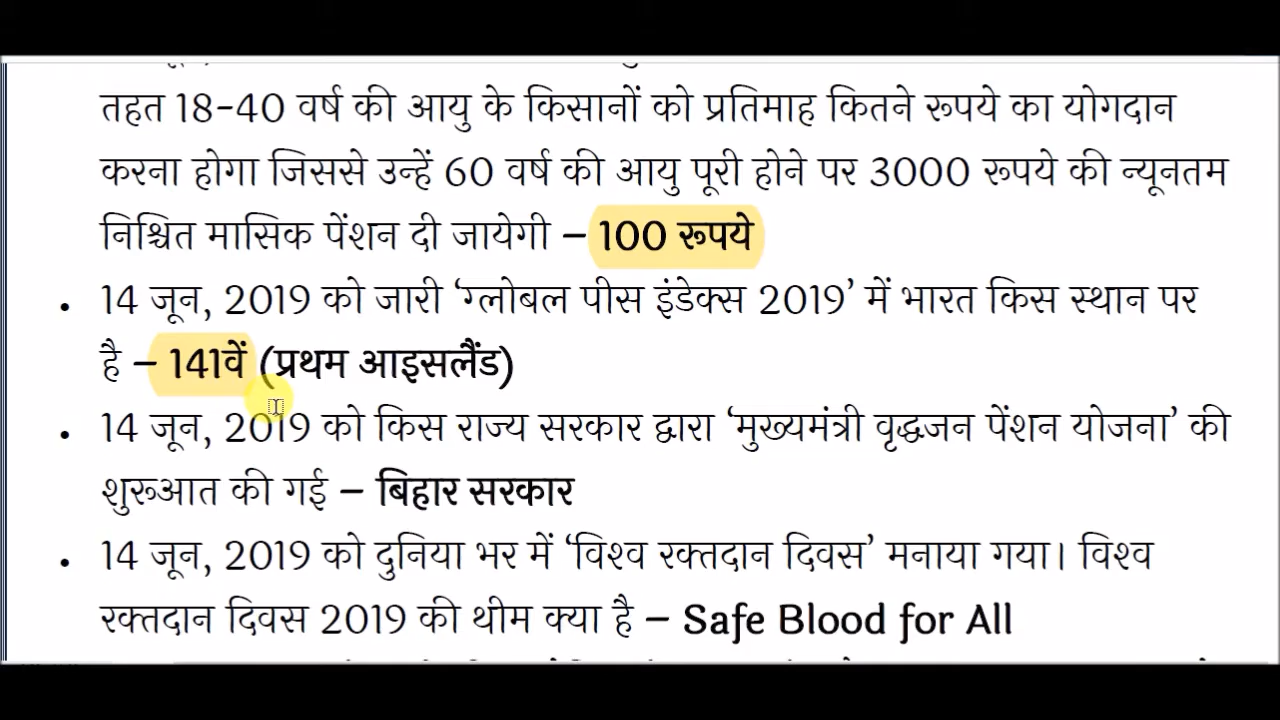 तहत 18-40 वर्ष की आयु के किसानों को प्रतिमाह कितने रूपये का योगदान
करना होगा जिससे उन्हें 60 वर्ष की आयु पूरी होने पर 3000 रूपये की न्यूनतम
निश्चित मासिक पेंशन दी जायेगी – 100 रूपये
• 14 जून, 2019 को जारी ‘ग्लोबल पीस इंडेक्स 2019’ में भारत किस स्थान पर
है – 141वें (प्रथम आइसलैंड)
• 14 जून, 2019 को किस राज्य सरकार द्वारा ‘मुख्यमंत्री वृद्धजन पेंशन योजना’ की
शुरूआत की गई – बिहार सरकार
• 14 जून, 2019 को दुनिया भर में ‘विश्व रक्तदान दिवस’ मनाया गया। विश्व
रक्तदान दिवस 2019 की थीम क्या है – Safe Blood for All